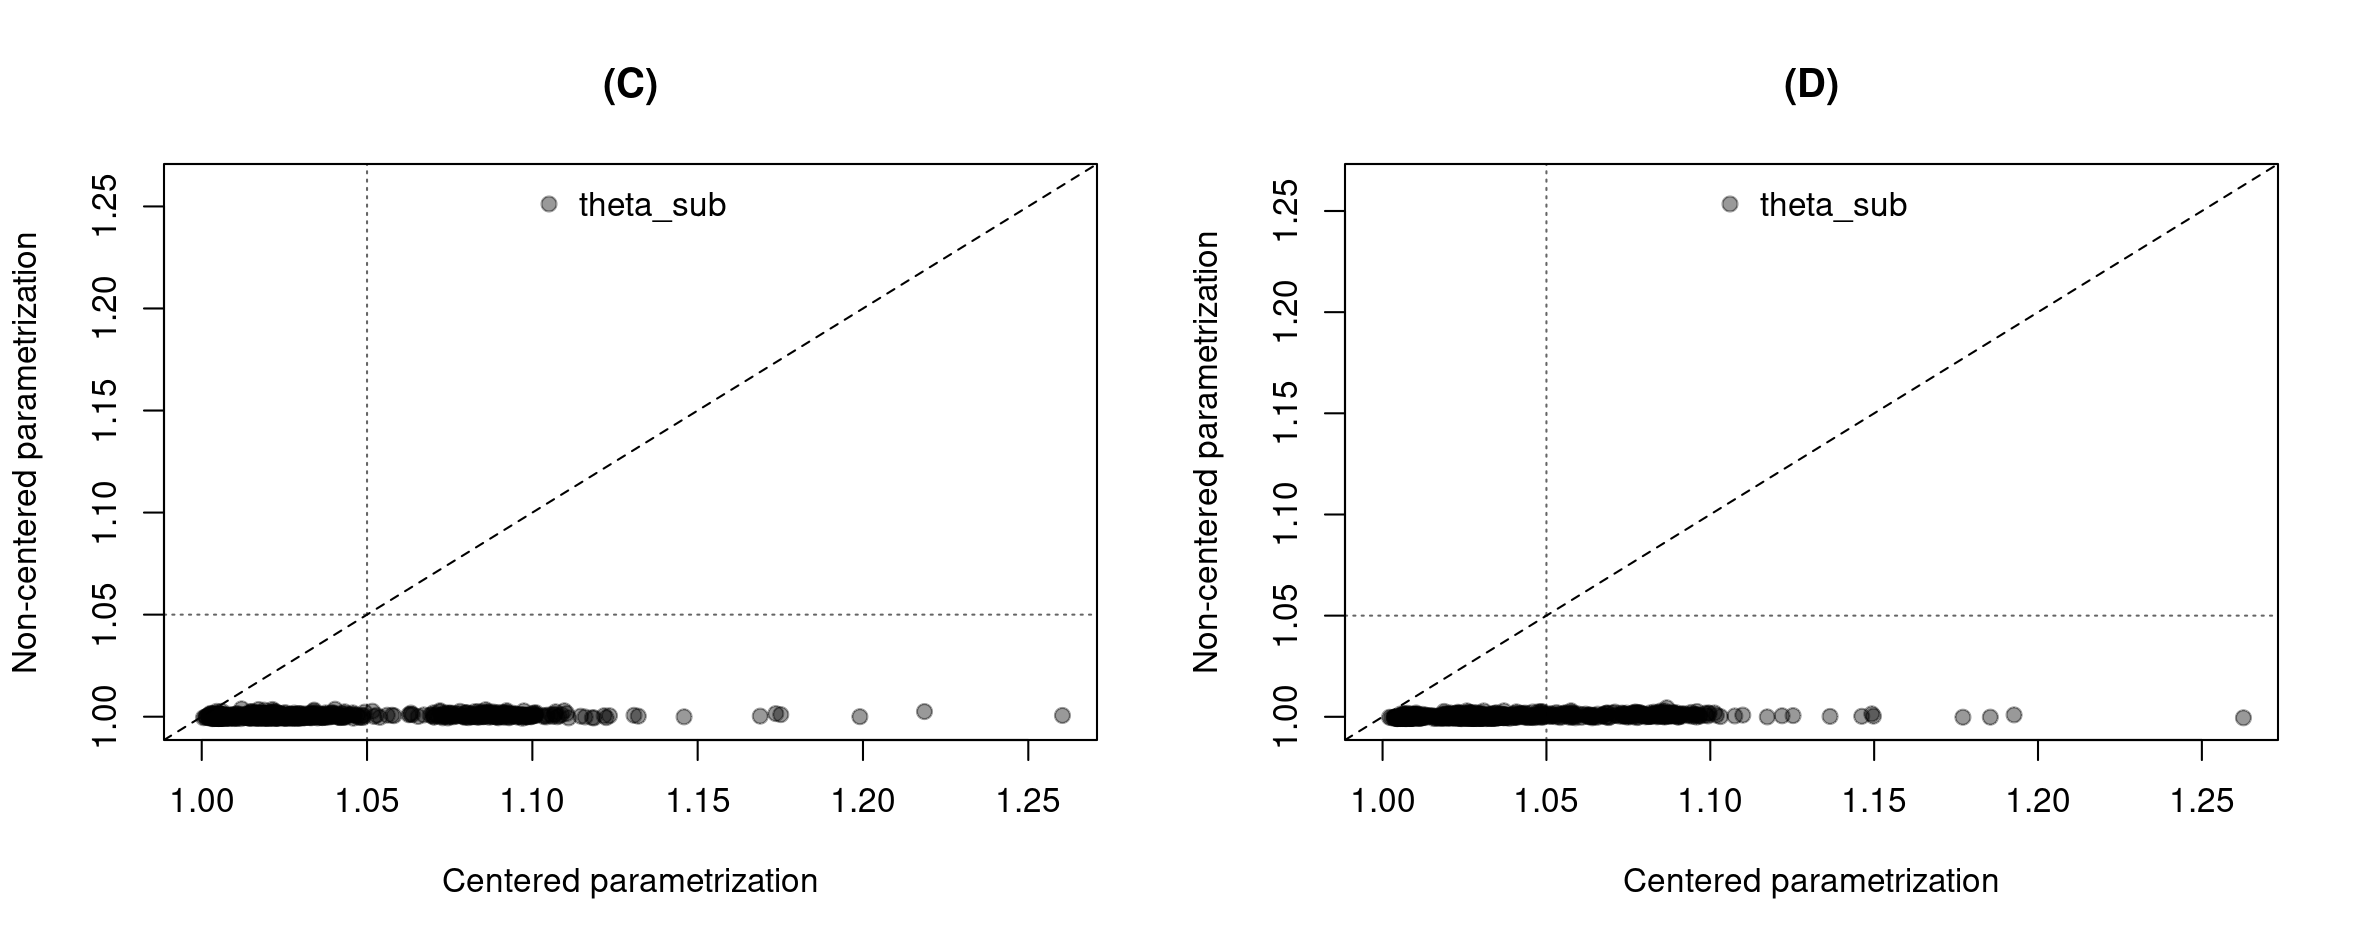 (C)
theta_sub
Non-centered parametrization
1.25
1.20
1.15
1.10
1.05
1.00
1.00 1.05 1.10 1.15 1.20 1.25
Centered parametrization
(D)
theta_sub
Non-centered parametrization
1.25
1.20
1.15
1.10
1.05
1.00
1.00 1.05 1.10 1.15 1.20 1.25
Centered parametrization